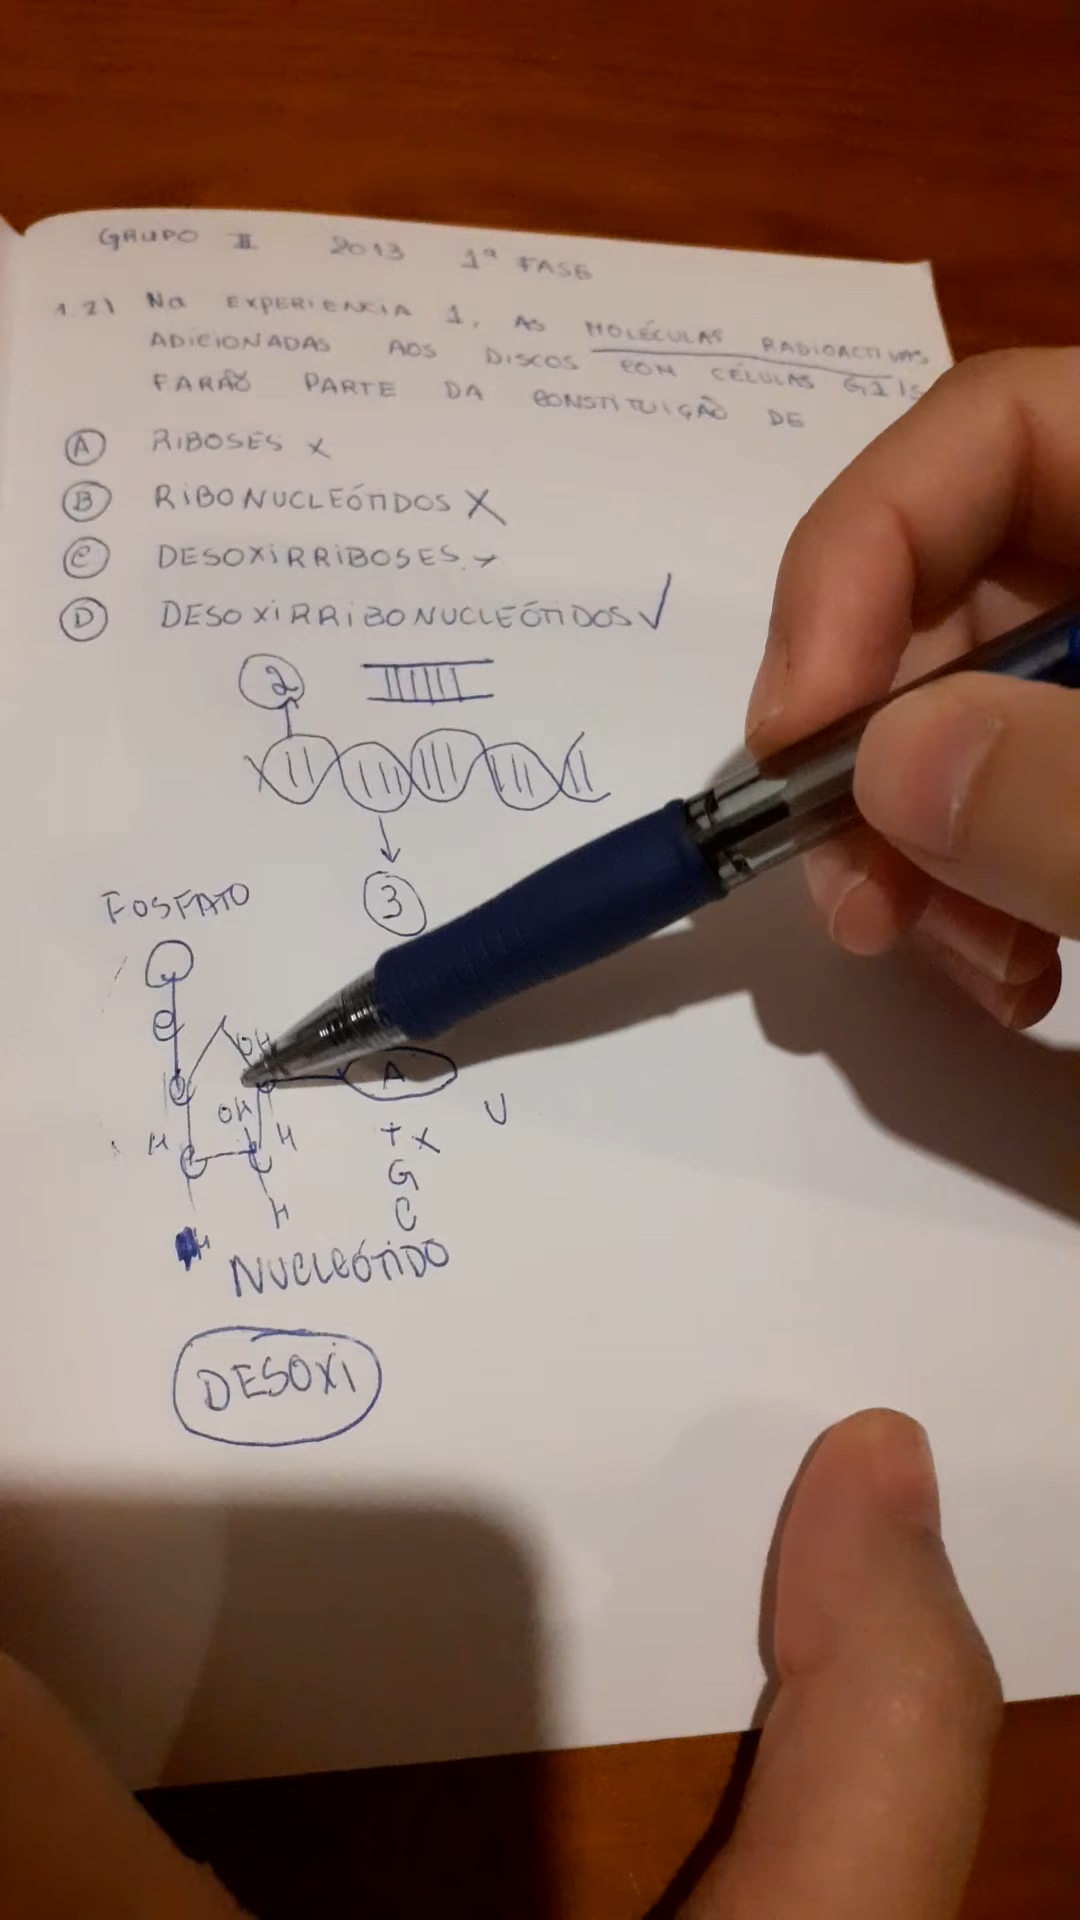 GRUPO II 2013 1ª FASE
1.2) Na EXPERIENCIA 1, AS MOLÉCULAS RADIOACTIVAS
ADICIONADAS AOS DISCOS COM CÉLULAS G1/S
FARÃO PARTE DA CONSTITUIÇÃO DE
A RIBOSES X
B RIBONUCLEÓTIDOS X
C DESOXIRRIBOSES
D DESOXIRRIBONUCLEÓTIDOS ✓
2
3
FOSFATO
C
OH
A
OH
U
H
H
T X
G
C
H
H
NUCLEÓTIDO
DESOXI